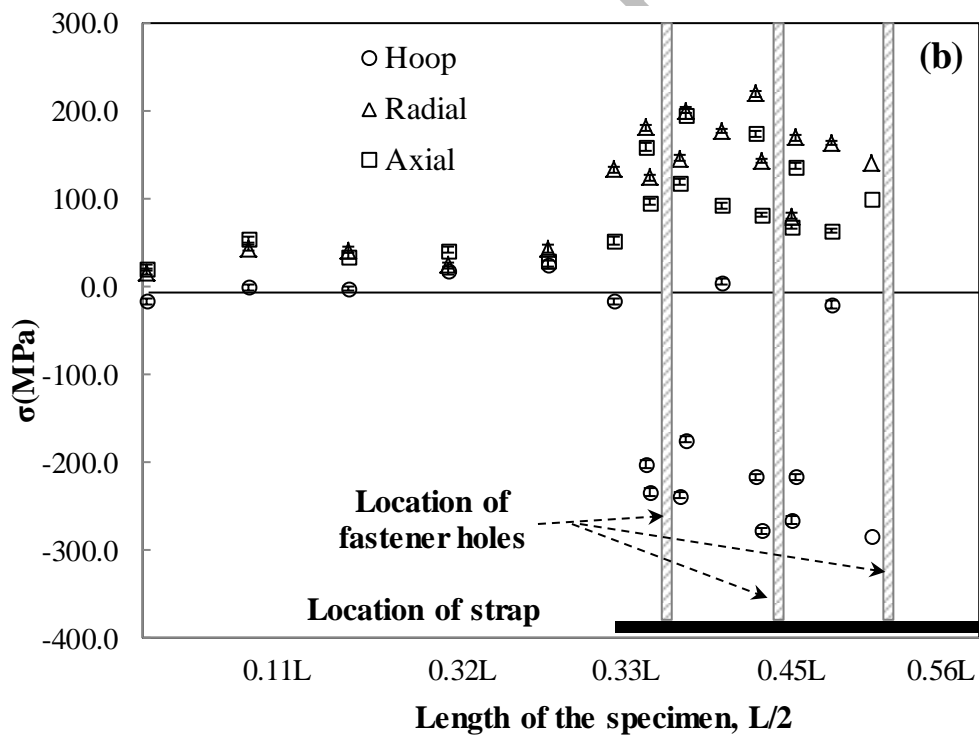 300.0
(b)
Hoop
200.0
Radial
Axial
100.0
0.0
σ(MPa)
-100.0
-200.0
Location of
fastener holes
-300.0
Location of strap
-400.0
0.11L 0.32L 0.33L 0.45L 0.56L
Length of the specimen, L/2